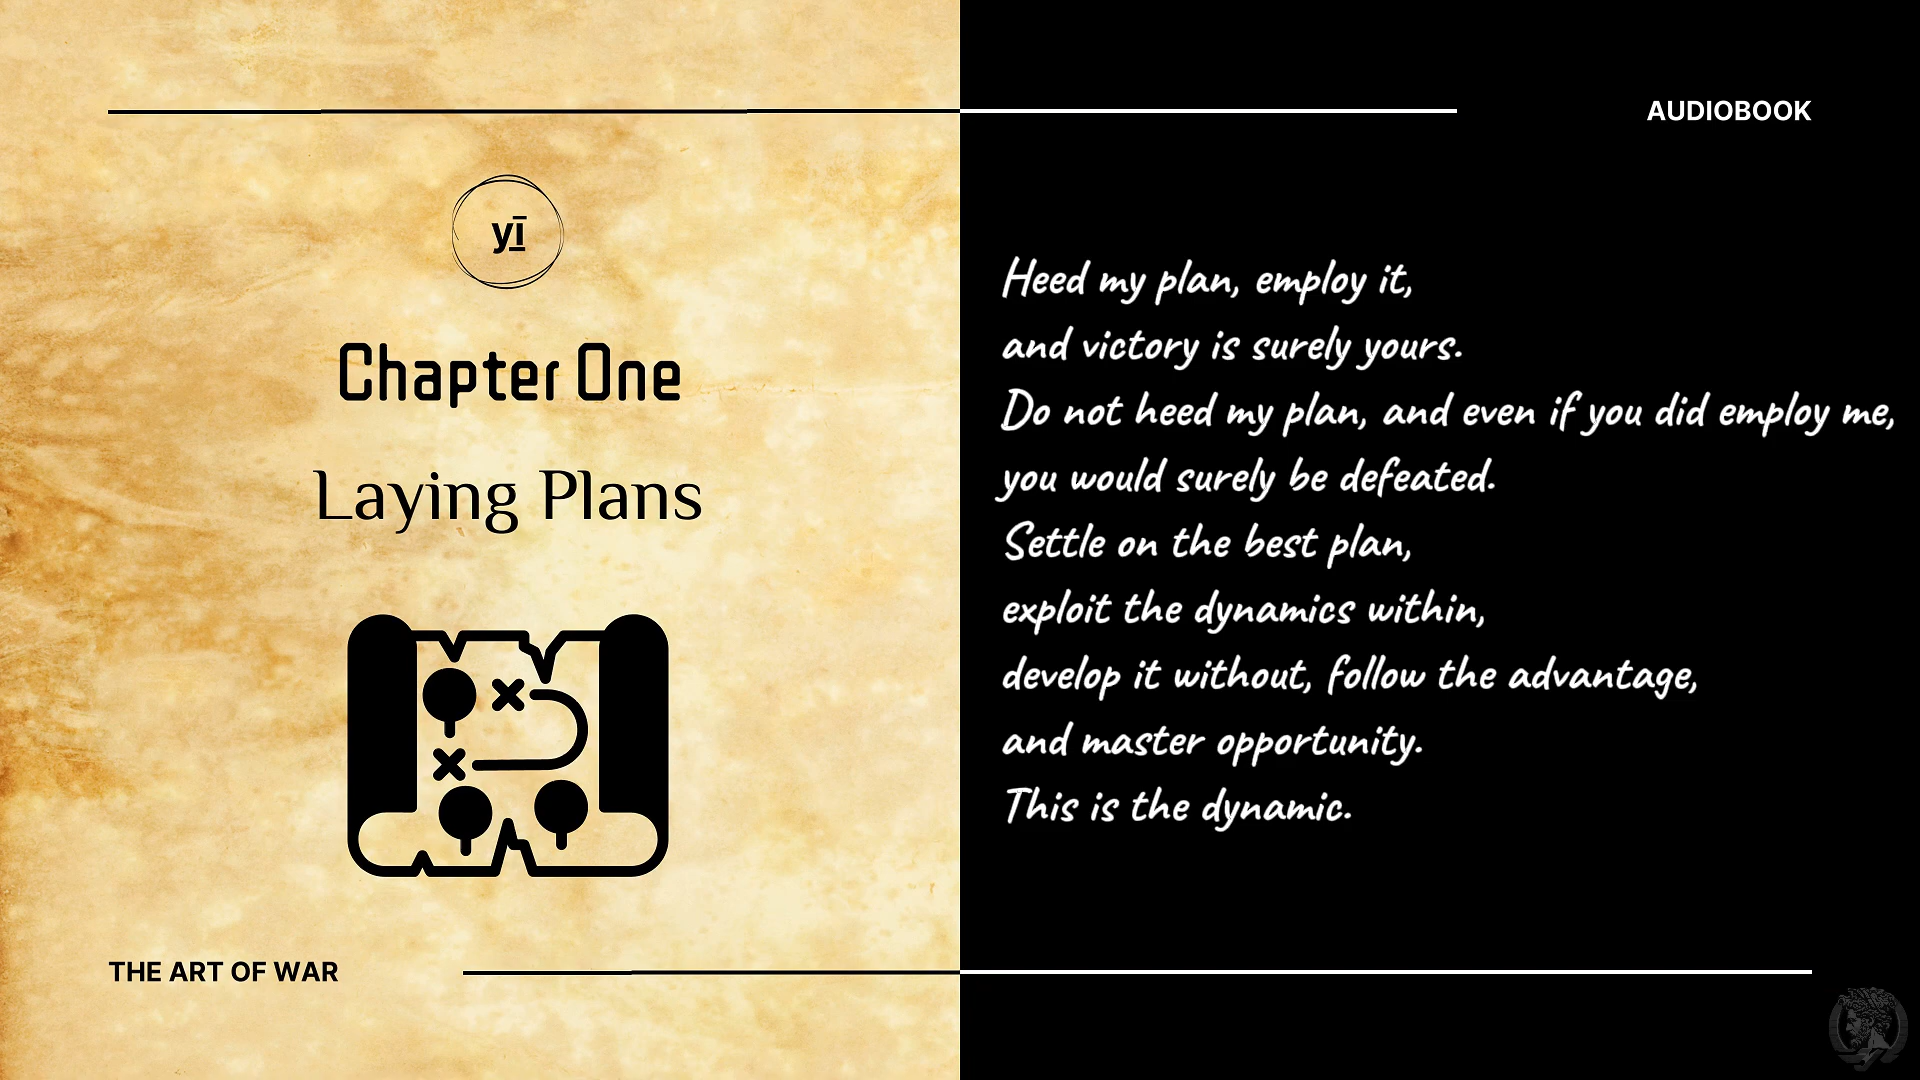 AUDIOBOOK
yī
Chapter One
Laying Plans
THE ART OF WAR
Heed my plan, employ it,
and victory is surely yours.
Do not heed my plan, and even if you did employ me,
you would surely be defeated.
Settle on the best plan,
exploit the dynamics within,
develop it without, follow the advantage,
and master opportunity.
This is the dynamic.